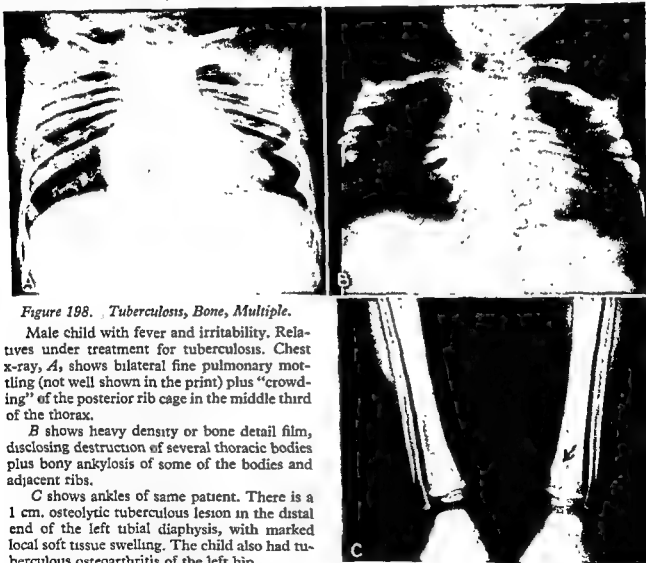 A
B
Figure 198. Tuberculosis, Bone, Multiple.
Male child with fever and irritability. Rela-
tives under treatment for tuberculosis. Chest
x-ray, A, shows bilateral fine pulmonary mot-
tling (not well shown in the print) plus "crowd-
ing" of the posterior rib cage in the middle third
of the thorax.
B shows heavy density or bone detail film,
disclosing destruction of several thoracic bodies
plus bony ankylosis of some of the bodies and
adjacent ribs.
C shows ankles of same patient. There is a
1 cm. osteolytic tuberculous lesion in the distal
end of the left tibial diaphysis, with marked
local soft tissue swelling. The child also had tu-
berculous osteoarthritis of the left hip.
C